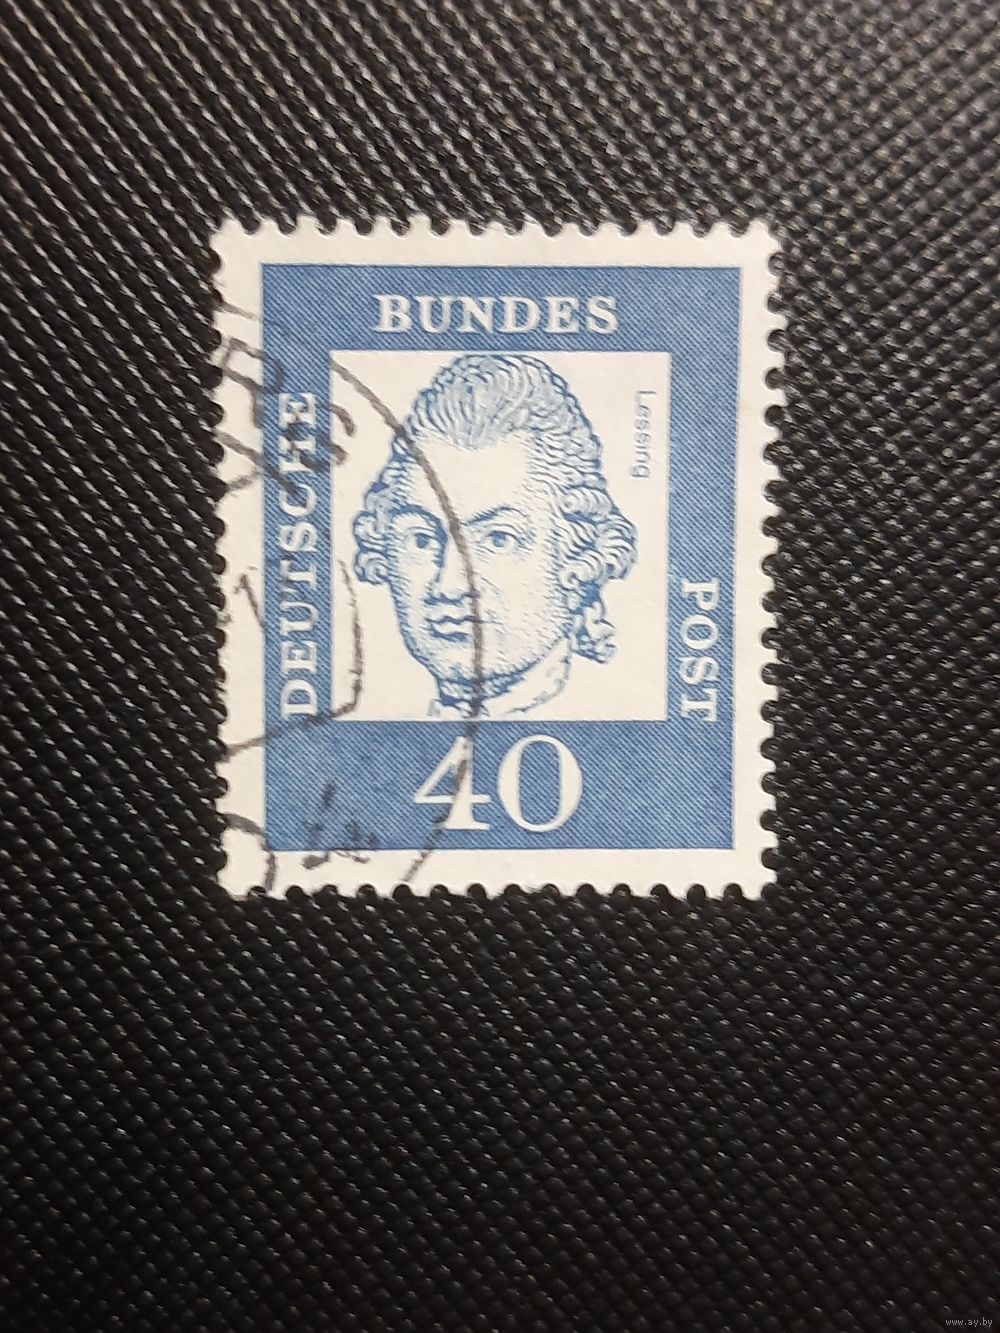 DEUTSCHE
BUNDES
POST
Lessing
40
www.ay.by